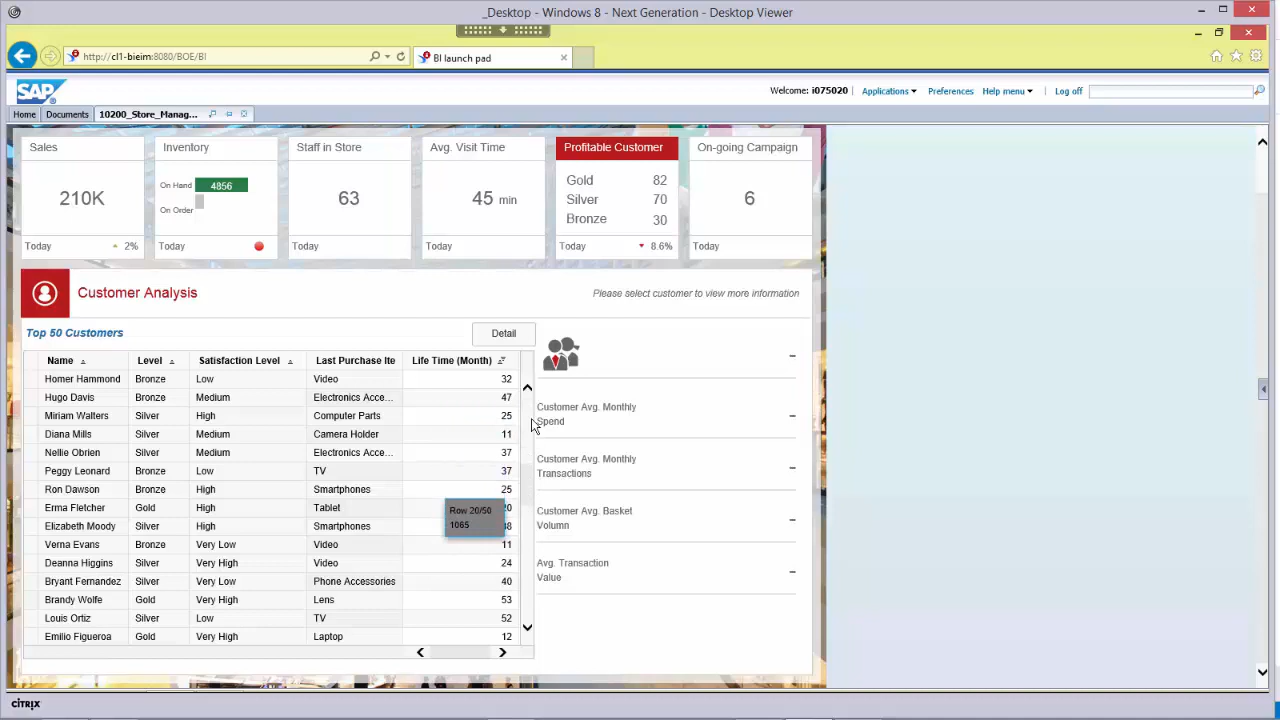 _Desktop - Windows 8 - Next Generation - Desktop Viewer
http://cl1-bieim:8080/BOE/BI
BI launch pad
SAP
Welcome: i075020
Applications
Preferences
Help menu
Log off
Home
Documents
10200_Store_Manag...
Sales
210K
Today
2%
Inventory
On Hand
4856
On Order
Today
Staff in Store
63
Today
Avg. Visit Time
45 min
Today
Profitable Customer
Gold 82
Silver 70
Bronze 30
Today
8.6%
On-going Campaign
6
Today
Customer Analysis
Please select customer to view more information
Top 50 Customers
Detail
Name Level Satisfaction Level Last Purchase Ite Life Time (Month)
Homer Hammond Bronze Low Video 32
Hugo Davis Bronze Medium Electronics Acce... 47
Miriam Walters Silver High Computer Parts 25
Diana Mills Silver Medium Camera Holder 11
Nellie Obrien Silver Medium Electronics Acce... 37
Peggy Leonard Bronze Low TV 37
Ron Dawson Bronze High Smartphones 25
Erma Fletcher Gold High Tablet
Elizabeth Moody Silver High Smartphones
Verna Evans Bronze Very Low Video 11
Deanna Higgins Silver Very High Video 24
Bryant Fernandez Silver Very Low Phone Accessories 40
Brandy Wolfe Gold Very High Lens 53
Louis Ortiz Silver Low TV 52
Emilio Figueroa Gold Very High Laptop 12
Row 20/50
1065
–
Customer Avg. Monthly
Spend
–
Customer Avg. Monthly
Transactions
–
Customer Avg. Basket
Volumn
–
Avg. Transaction
Value
–
CITRIX